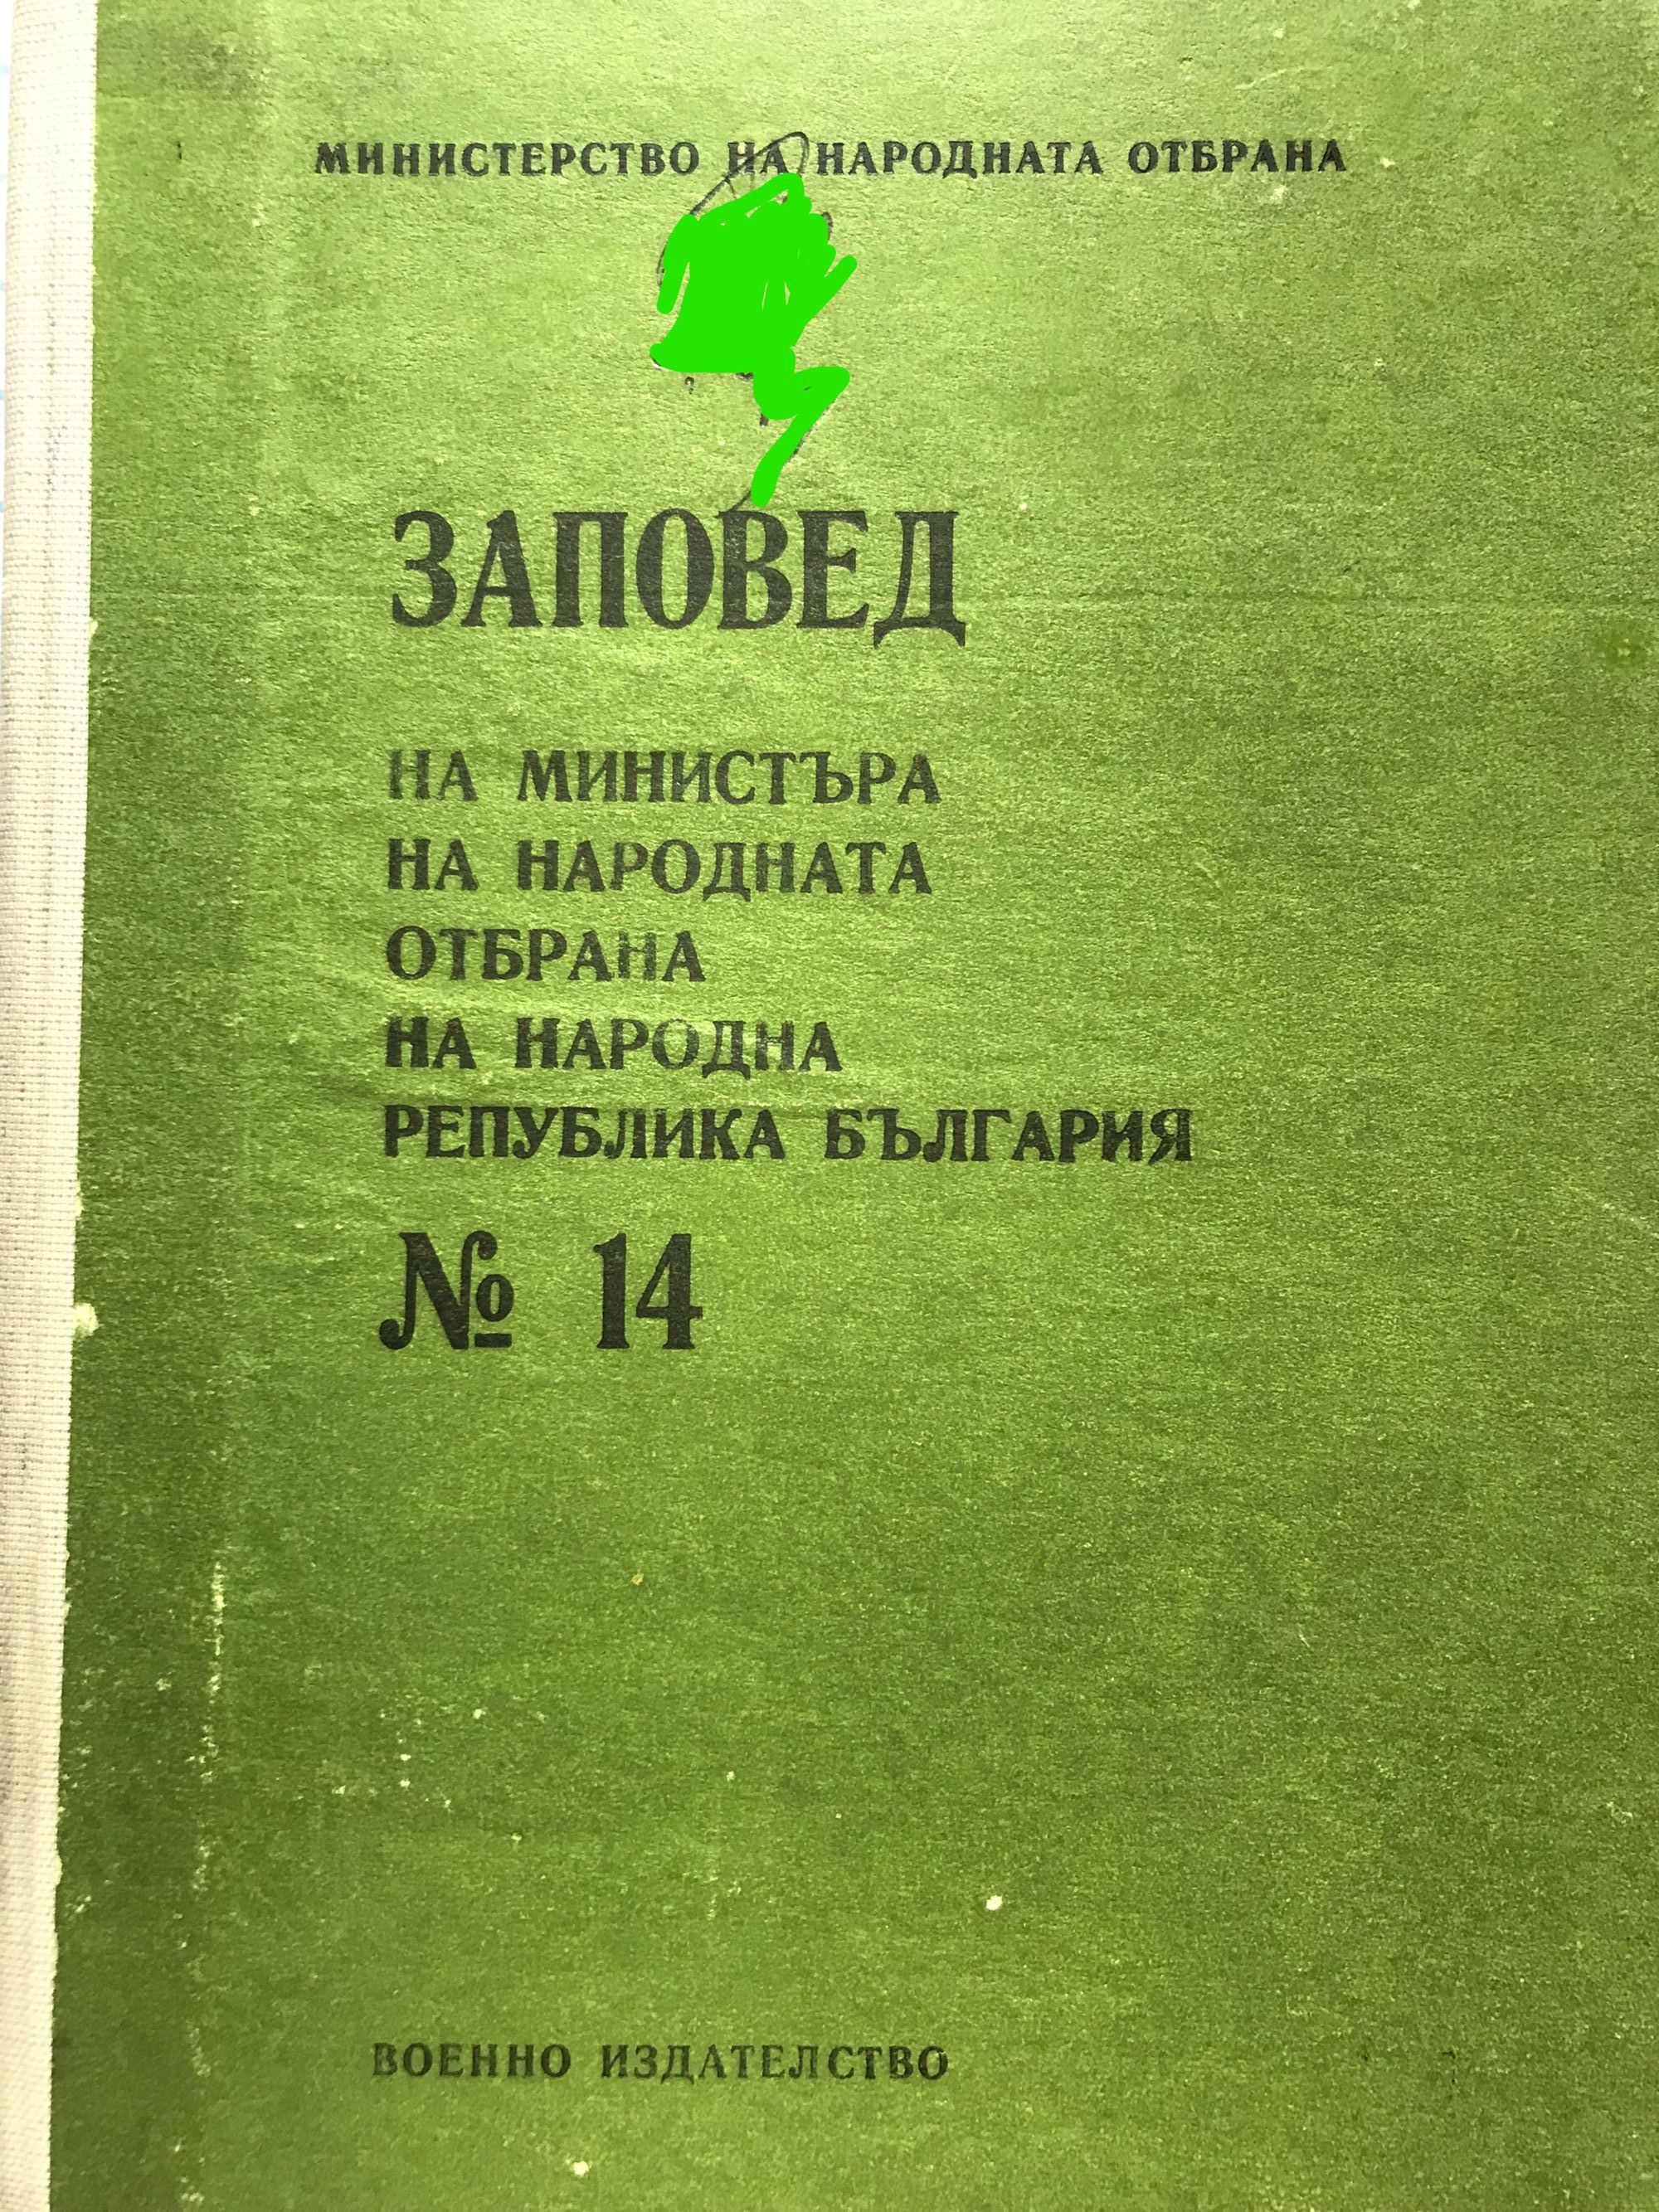 МИНИСТЕРСТВО НА НАРОДНАТА ОТБРАНА
ЗАПОВЕД
НА МИНИСТЪРА
НА НАРОДНАТА
ОТБРАНА
НА НАРОДНА
РЕПУБЛИКА БЪЛГАРИЯ
№ 14
ВОЕННО ИЗДАТЕЛСТВО